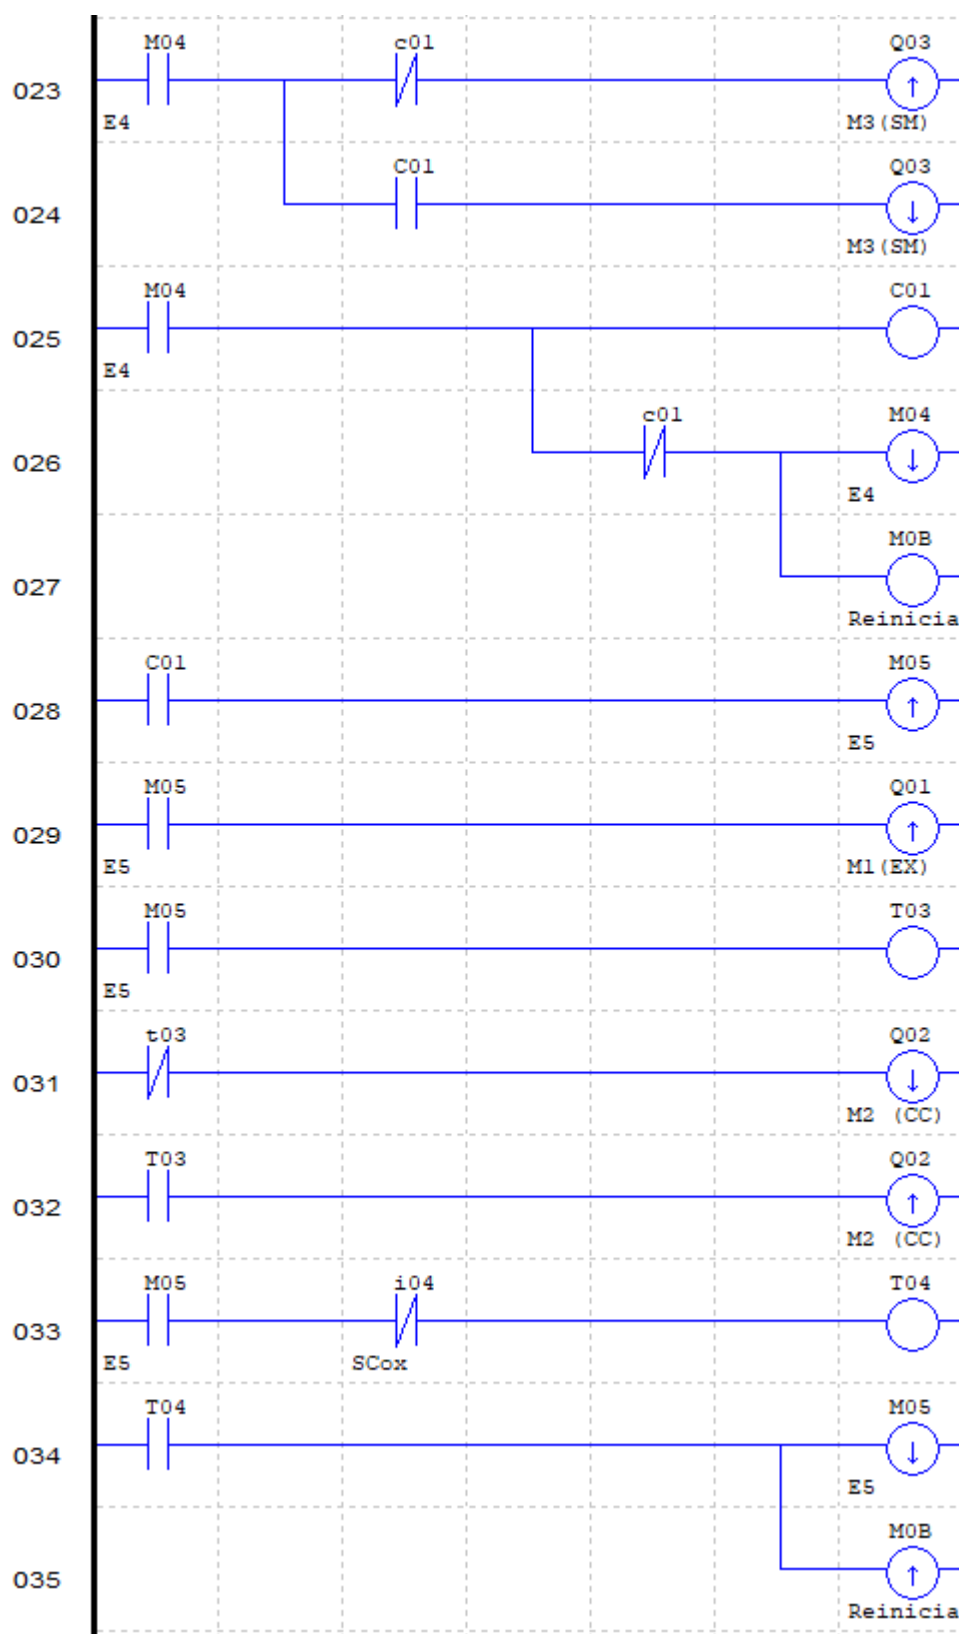 M04 c01 Q03
023
E4 M3(SM)
C01 Q03
024
M3(SM)
M04 C01
025
E4
c01 M04
026
E4
M0B
027
Reinicia
C01 M05
028
E5
M05 Q01
029
E5 M1(EX)
M05 T03
030
E5
t03 Q02
031
M2 (CC)
T03 Q02
032
M2 (CC)
M05 i04 T04
033
E5 SCox
T04 M05
034
E5
M0B
035
Reinicia